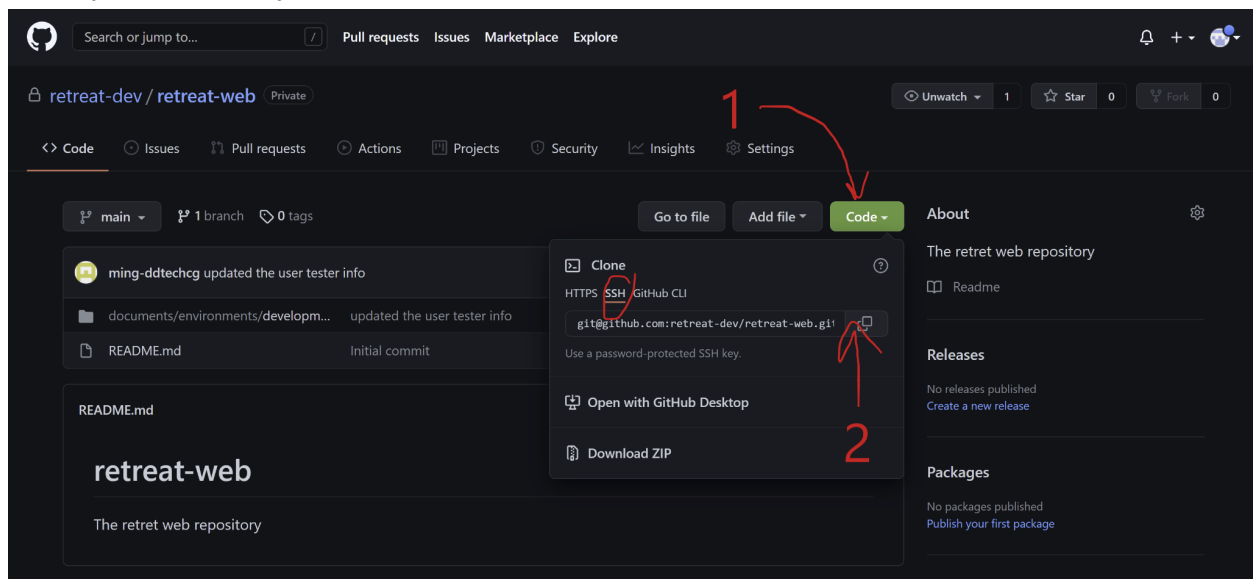 Search or jump to... /
Pull requests Issues Marketplace Explore
retreat-dev / retreat-web Private
Unwatch 1 Star 0 Fork 0
1
<> Code Issues Pull requests Actions Projects Security Insights Settings
main 1 branch 0 tags
Go to file Add file Code
About
The retret web repository
Readme
ming-ddtechcg updated the user tester info
documents/environments/developm... updated the user tester info
README.md Initial commit
Clone
HTTPS SSH GitHub CLI
git@github.com:retreat-dev/retreat-web.git
Use a password-protected SSH key.
Open with GitHub Desktop
Download ZIP
2
Releases
No releases published
Create a new release
README.md
retreat-web
The retret web repository
Packages
No packages published
Publish your first package